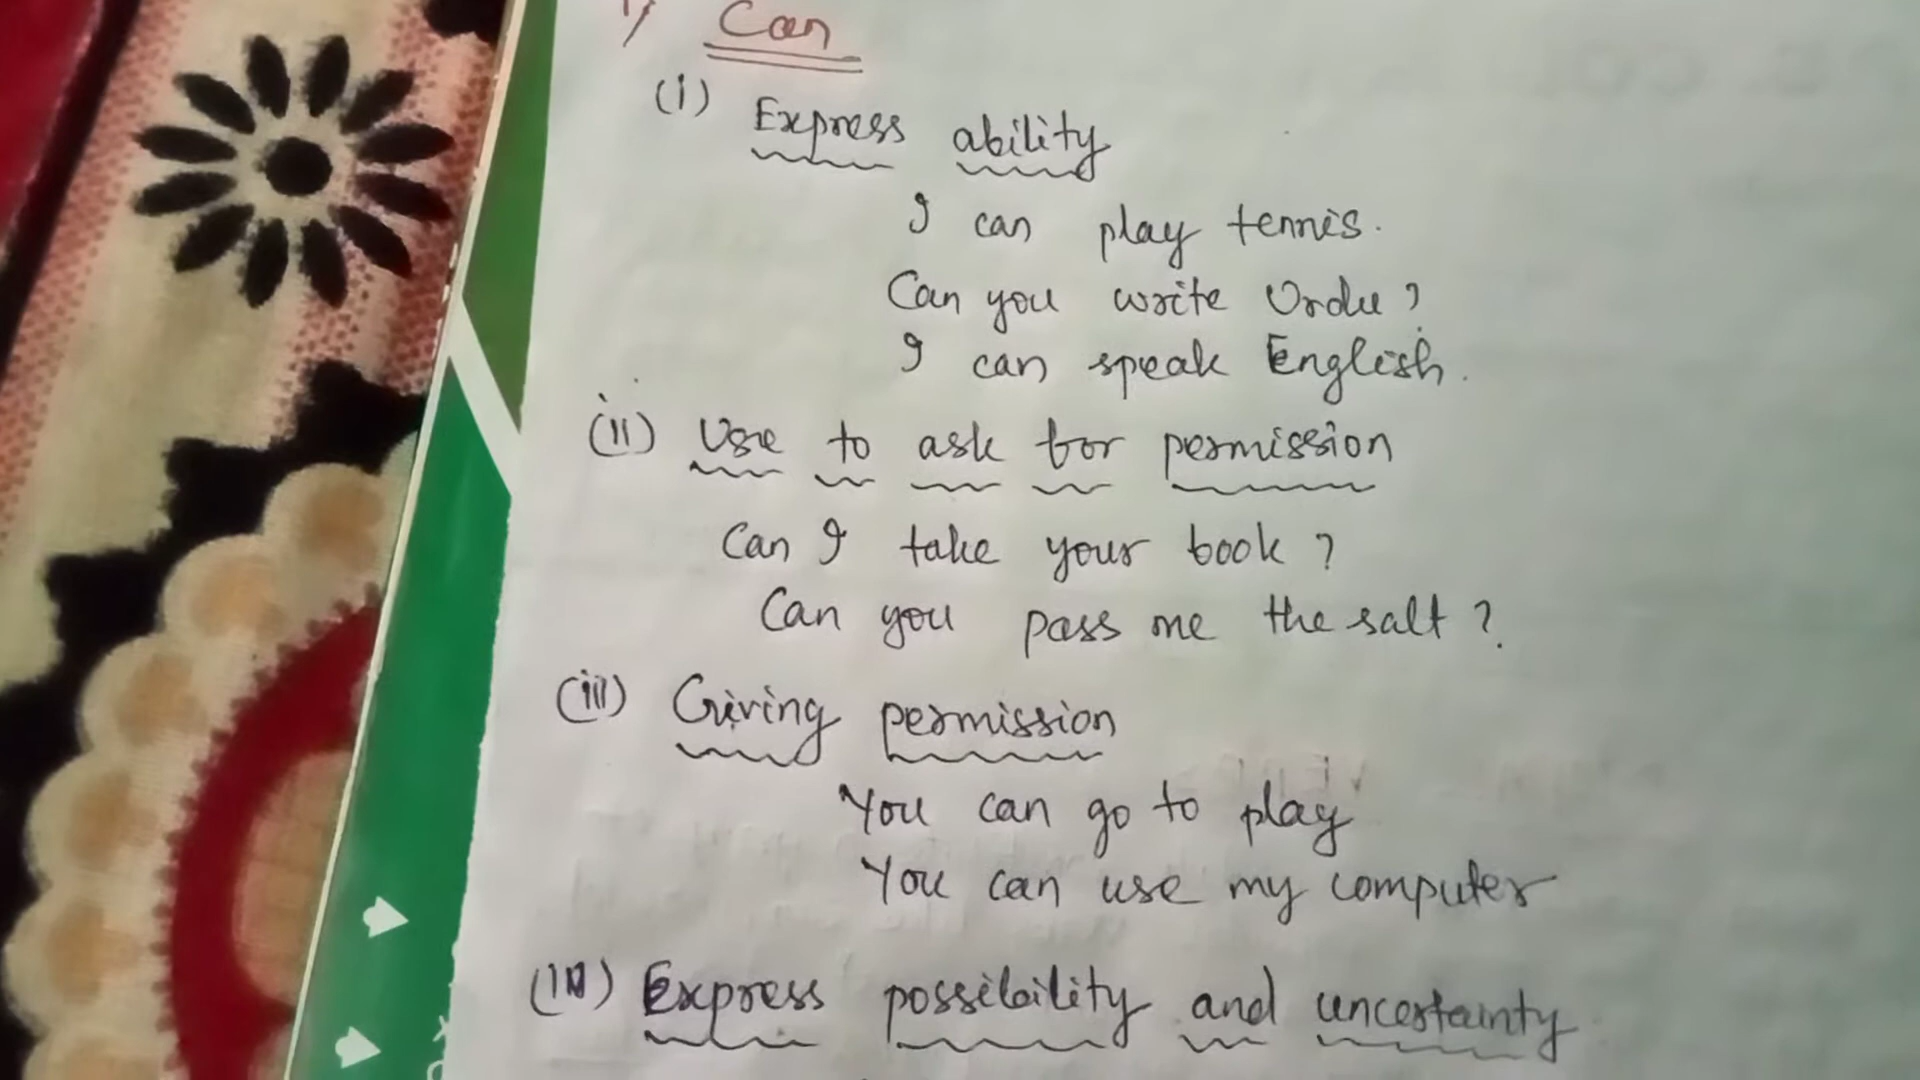 1) Can
(i) Express ability
I can play tennis.
Can you write Urdu?
I can speak English.
(ii) Use to ask for permission
Can I take your book?
Can you pass me the salt?
(iii) Giving permission
You can go to play
You can use my computer
(iv) Express possibility and uncertainty